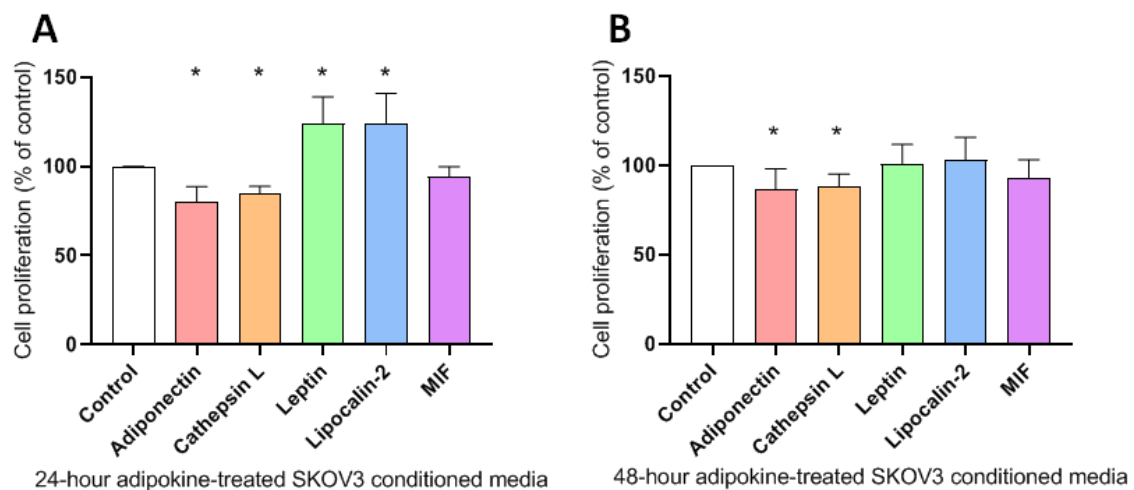 A
Cell proliferation (% of control)
150
100
50
0
* * * *
Control
Adiponectin
Cathepsin L
Leptin
Lipocalin-2
MIF
24-hour adipokine-treated SKOV3 conditioned media
B
Cell proliferation (% of control)
150
100
50
0
* *
Control
Adiponectin
Cathepsin L
Leptin
Lipocalin-2
MIF
48-hour adipokine-treated SKOV3 conditioned media